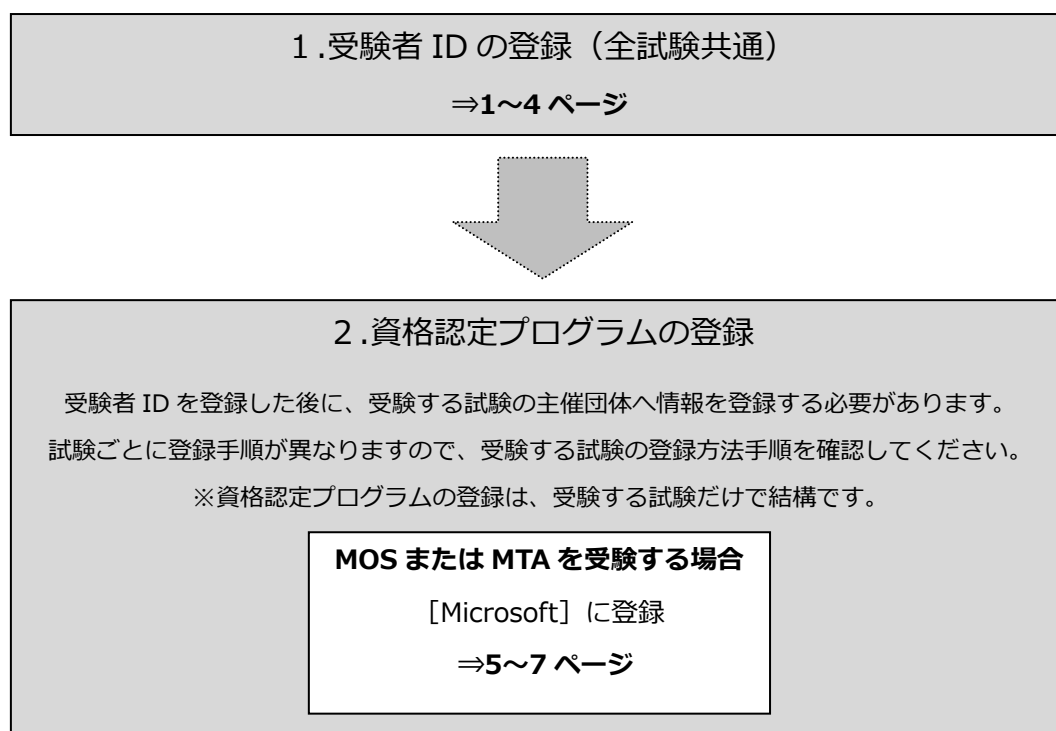 １.受験者 ID の登録（全試験共通）
⇒1～4 ページ
２.資格認定プログラムの登録
受験者 ID を登録した後に、受験する試験の主催団体へ情報を登録する必要があります。
試験ごとに登録手順が異なりますので、受験する試験の登録方法手順を確認してください。
※資格認定プログラムの登録は、受験する試験だけで結構です。
MOS または MTA を受験する場合
［Microsoft］に登録
⇒5～7 ページ